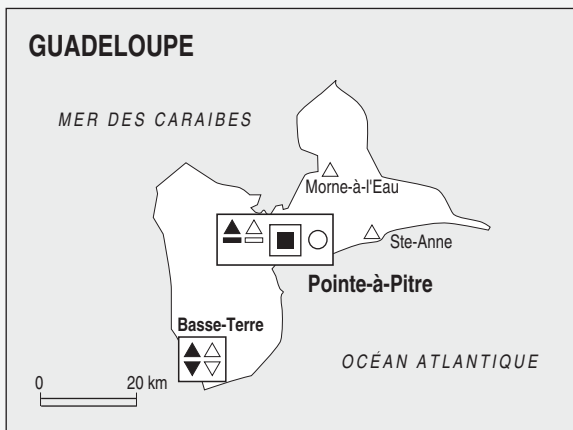 GUADELOUPE
MER DES CARAIBES
Morne-à-l'Eau
Ste-Anne
Pointe-à-Pitre
Basse-Terre
OCÉAN ATLANTIQUE
0 20 km